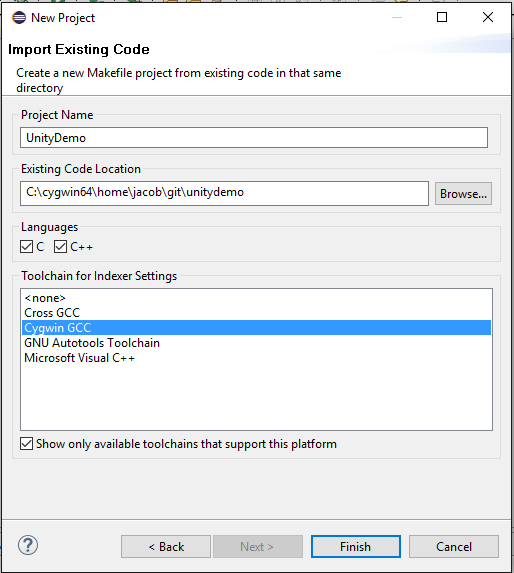 New Project
Import Existing Code
Create a new Makefile project from existing code in that same
directory
Project Name
UnityDemo
Existing Code Location
C:\cygwin64\home\jacob\git\unitydemo
Browse...
Languages
C
C++
Toolchain for Indexer Settings
<none>
Cross GCC
Cygwin GCC
GNU Autotools Toolchain
Microsoft Visual C++
Show only available toolchains that support this platform
?
< Back
Next >
Finish
Cancel